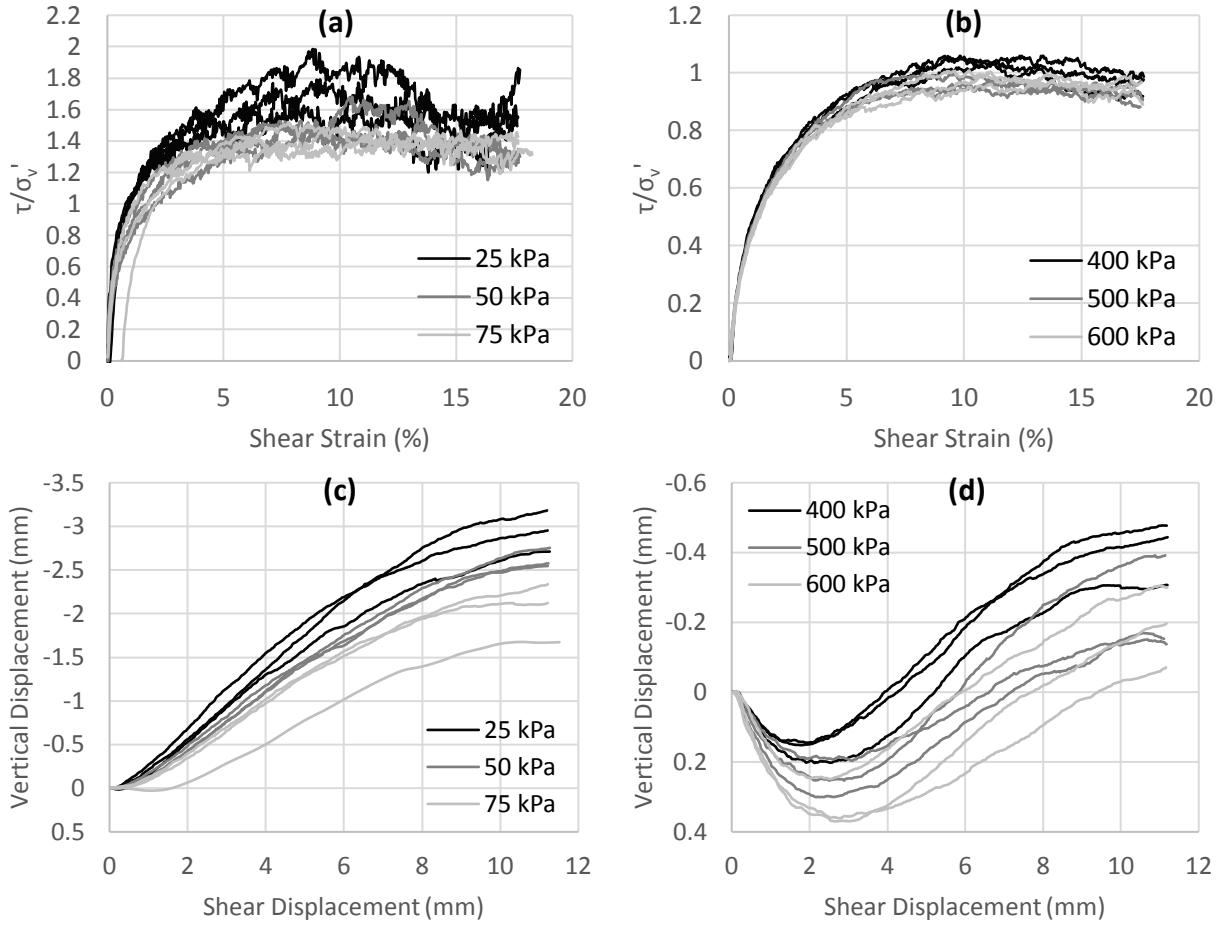 (a)
2.2
2
1.8
1.6
1.4
1.2
1
0.8
0.6
0.4
0.2
0
τ/σv'
25 kPa
50 kPa
75 kPa
0 5 10 15 20
Shear Strain (%)
(b)
1.2
1
0.8
0.6
0.4
0.2
0
τ/σv'
400 kPa
500 kPa
600 kPa
0 5 10 15 20
Shear Strain (%)
(c)
-3.5
-3
-2.5
-2
-1.5
-1
-0.5
0
0.5
Vertical Displacement (mm)
25 kPa
50 kPa
75 kPa
0 2 4 6 8 10 12
Shear Displacement (mm)
(d)
-0.6
-0.4
-0.2
0
0.2
0.4
Vertical Displacement (mm)
400 kPa
500 kPa
600 kPa
0 2 4 6 8 10 12
Shear Displacement (mm)